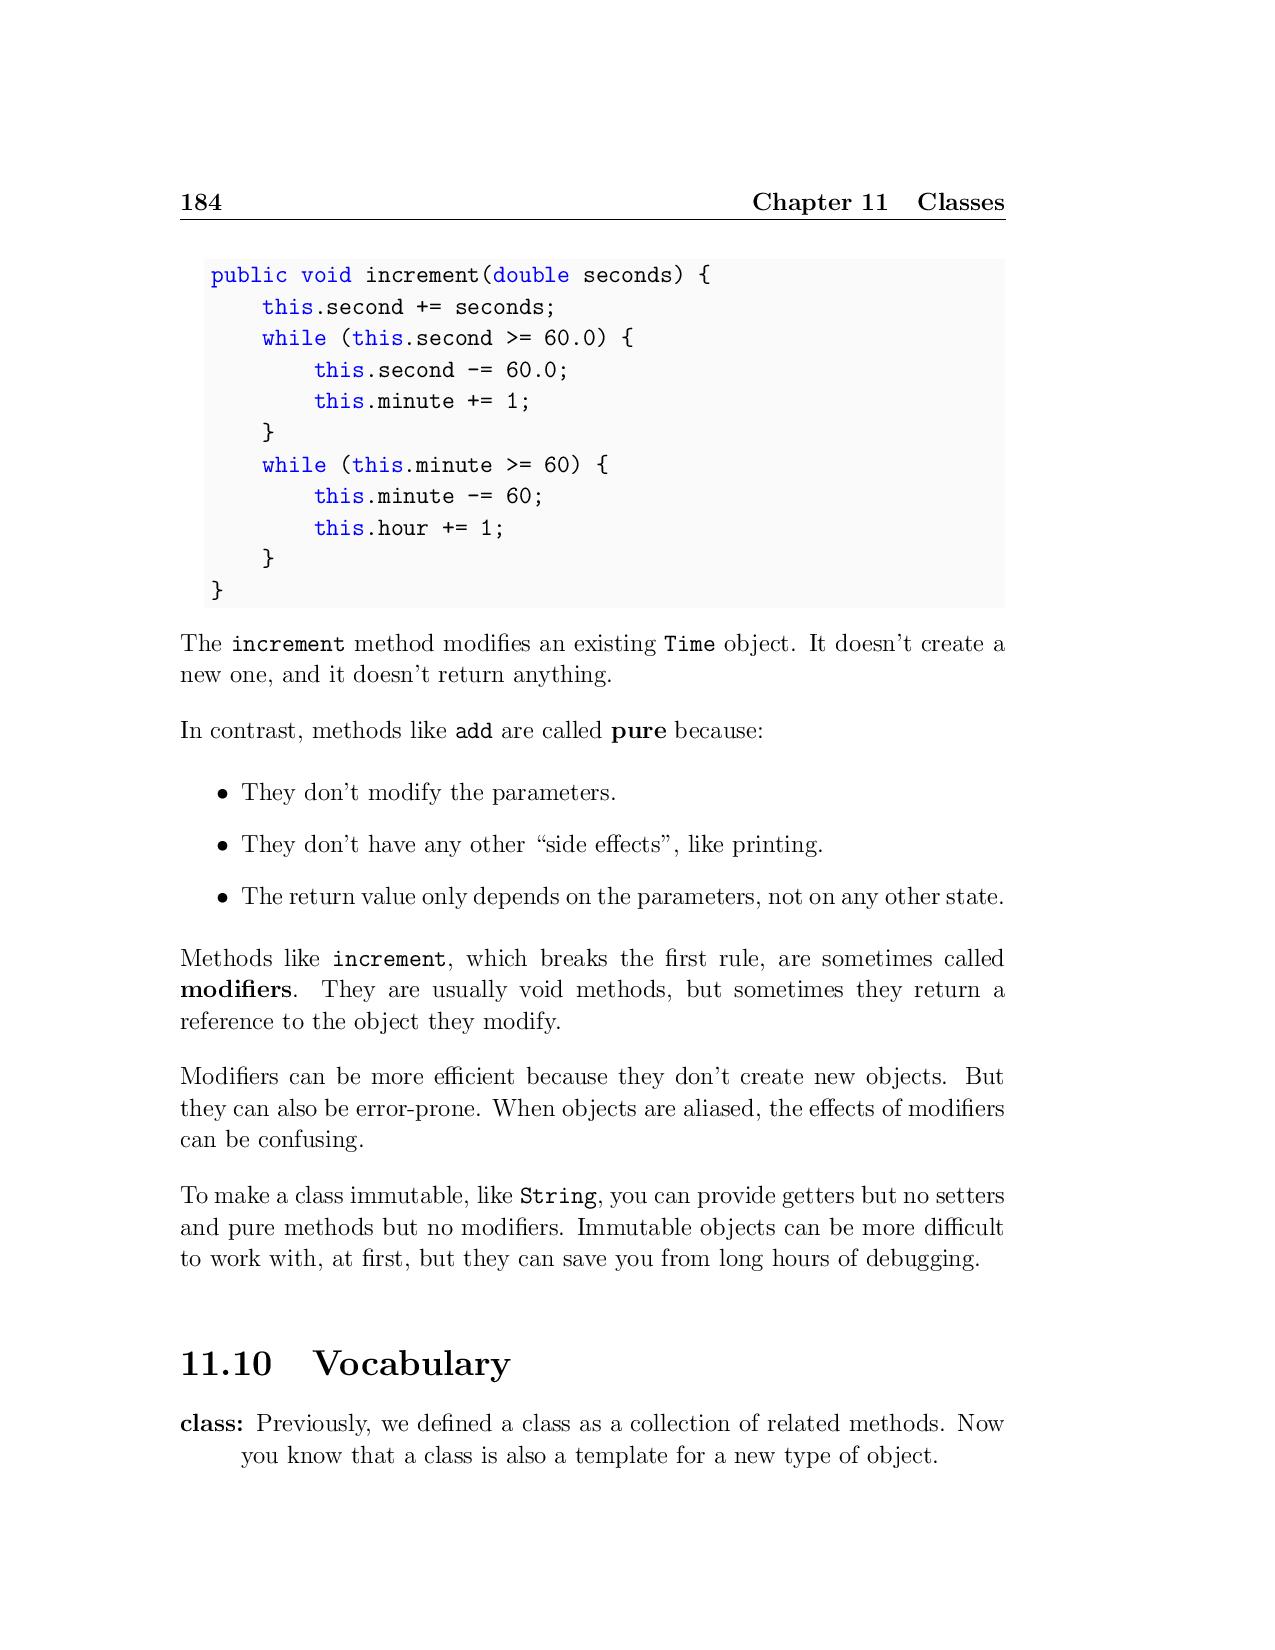 184 Chapter 11 Classes
public void increment(double seconds) {
    this.second += seconds;
    while (this.second >= 60.0) {
        this.second -= 60.0;
        this.minute += 1;
    }
    while (this.minute >= 60) {
        this.minute -= 60;
        this.hour += 1;
    }
}
The increment method modifies an existing Time object. It doesn’t create a
new one, and it doesn’t return anything.
In contrast, methods like add are called pure because:
• They don’t modify the parameters.
• They don’t have any other “side effects”, like printing.
• The return value only depends on the parameters, not on any other state.
Methods like increment, which breaks the first rule, are sometimes called
modifiers. They are usually void methods, but sometimes they return a
reference to the object they modify.
Modifiers can be more efficient because they don’t create new objects. But
they can also be error-prone. When objects are aliased, the effects of modifiers
can be confusing.
To make a class immutable, like String, you can provide getters but no setters
and pure methods but no modifiers. Immutable objects can be more difficult
to work with, at first, but they can save you from long hours of debugging.
11.10 Vocabulary
class: Previously, we defined a class as a collection of related methods. Now
you know that a class is also a template for a new type of object.